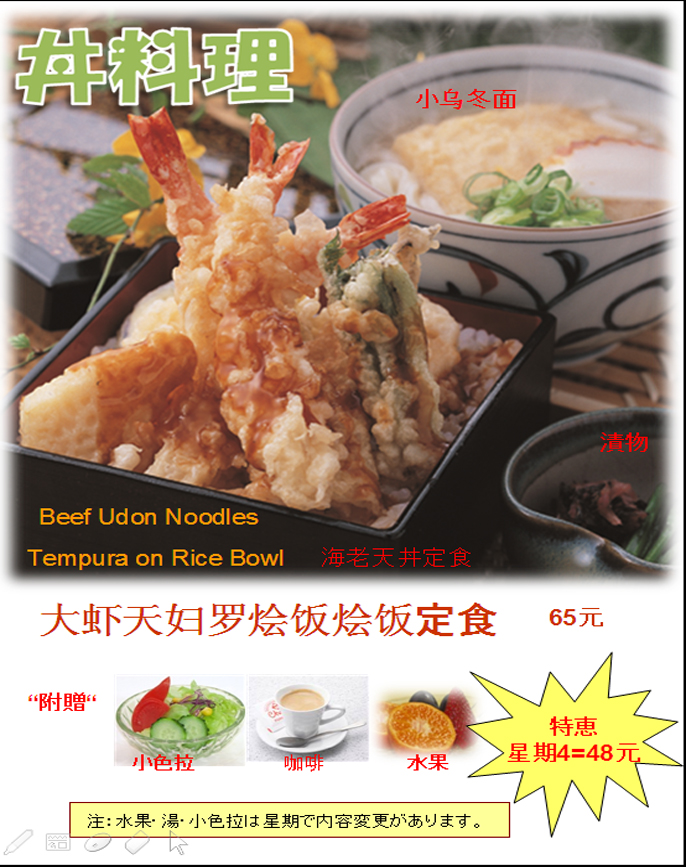 丼料理
小乌冬面
漬物
Beef Udon Noodles
Tempura on Rice Bowl
海老天丼定食
大虾天妇罗烩饭烩饭定食
65元
“附贈“
小色拉
咖啡
水果
特恵
星期4=48元
注:水果･湯･小色拉は星期で内容変更があります。